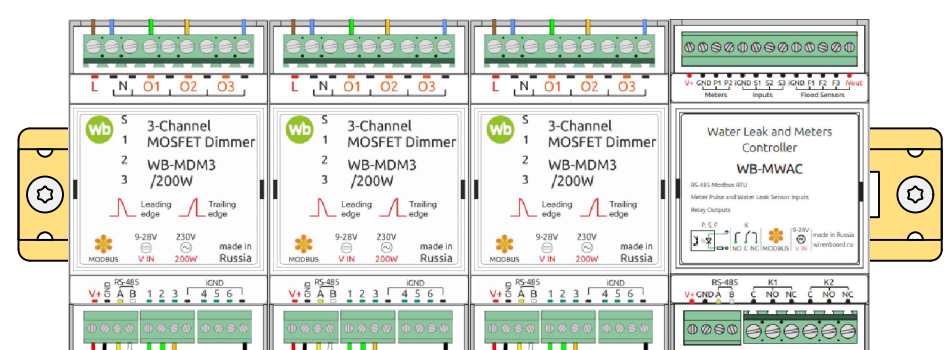 L N O1 O2 O3
L N O1 O2 O3
L N O1 O2 O3
V+ GND P1 P2 iGND S1 S2 S3 iGND F1 F2 F3 Vout
Meters Inputs Flood Sensors
wb
S
1
2
3
3-Channel
MOSFET Dimmer
WB-MDM3
/200W
Leading
edge
Trailing
edge
MODBUS
9-28V
V IN
230V
200W
made in
Russia
wb
S
1
2
3
3-Channel
MOSFET Dimmer
WB-MDM3
/200W
Leading
edge
Trailing
edge
MODBUS
9-28V
V IN
230V
200W
made in
Russia
wb
S
1
2
3
3-Channel
MOSFET Dimmer
WB-MDM3
/200W
Leading
edge
Trailing
edge
MODBUS
9-28V
V IN
230V
200W
made in
Russia
Water Leak and Meters
Controller
WB-MWAC
RS-485 Modbus RTU
Meter Pulse and Water Leak Sensor Inputs
Relay Outputs
P, S, F
K
NO C NC
MODBUS
9-28V
V IN
made in Russia
wirenboard.ru
RS-485 iGND
V+ GND A B 1 2 3 4 5 6
RS-485 iGND
V+ GND A B 1 2 3 4 5 6
RS-485 iGND
V+ GND A B 1 2 3 4 5 6
RS-485 K1 K2
V+ GND A B C NO NC C NO NC